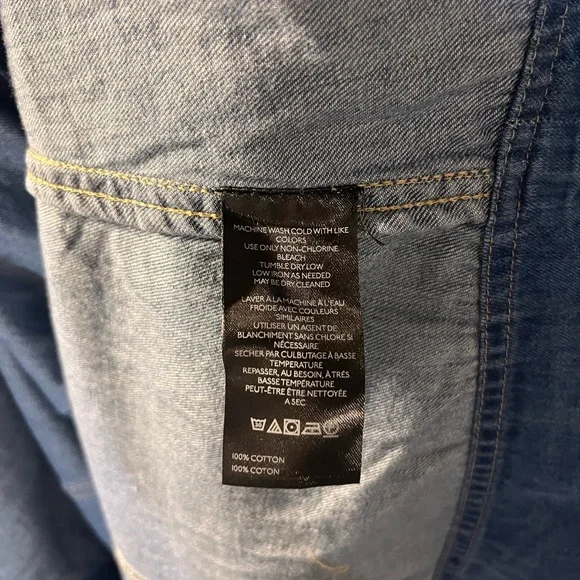 MACHINE WASH COLD WITH LIKE
COLORS
USE ONLY NON-CHLORINE
BLEACH
TUMBLE DRY LOW
LOW IRON AS NEEDED
MAY BE DRY CLEANED
LAVER À LA MACHINE À L'EAU
FROIDE AVEC COULEURS
SIMILAIRES
UTILISER UN AGENT DE
BLANCHIMENT SANS CHLORE SI
NÉCESSAIRE
SÉCHER PAR CULBUTAGE À BASSE
TEMPERATURE
REPASSER, AU BESOIN, À TRÉS
BASSE TEMPÉRATURE
PEUT-ÊTRE ÊTRE NETTOYÉE
A SEC
100% COTTON
100% COTON